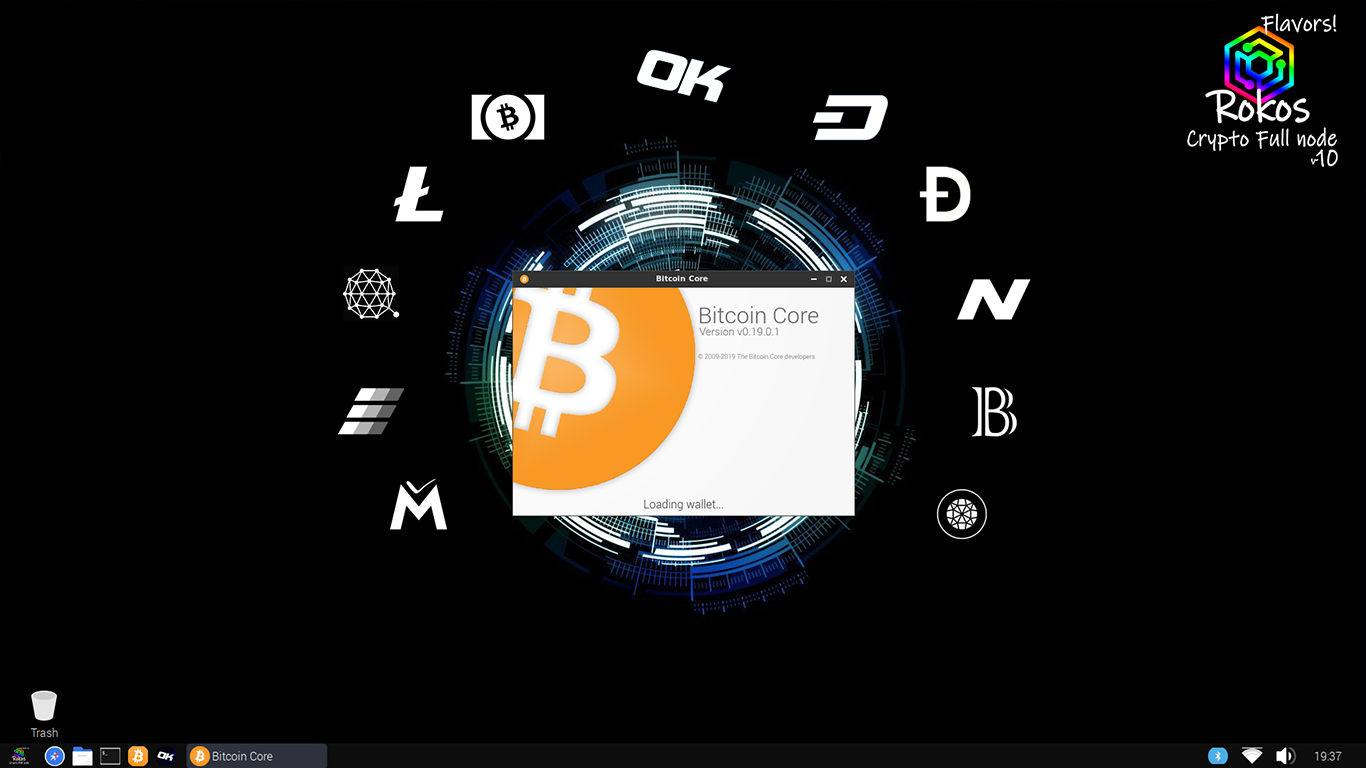 Flavors!
OK
Rokos
Crypto Full node
v10
Bitcoin Core
Bitcoin Core
Version v0.19.0.1
© 2009-2019 The Bitcoin Core developers
Loading wallet...
Trash
OK
Bitcoin Core
19:37